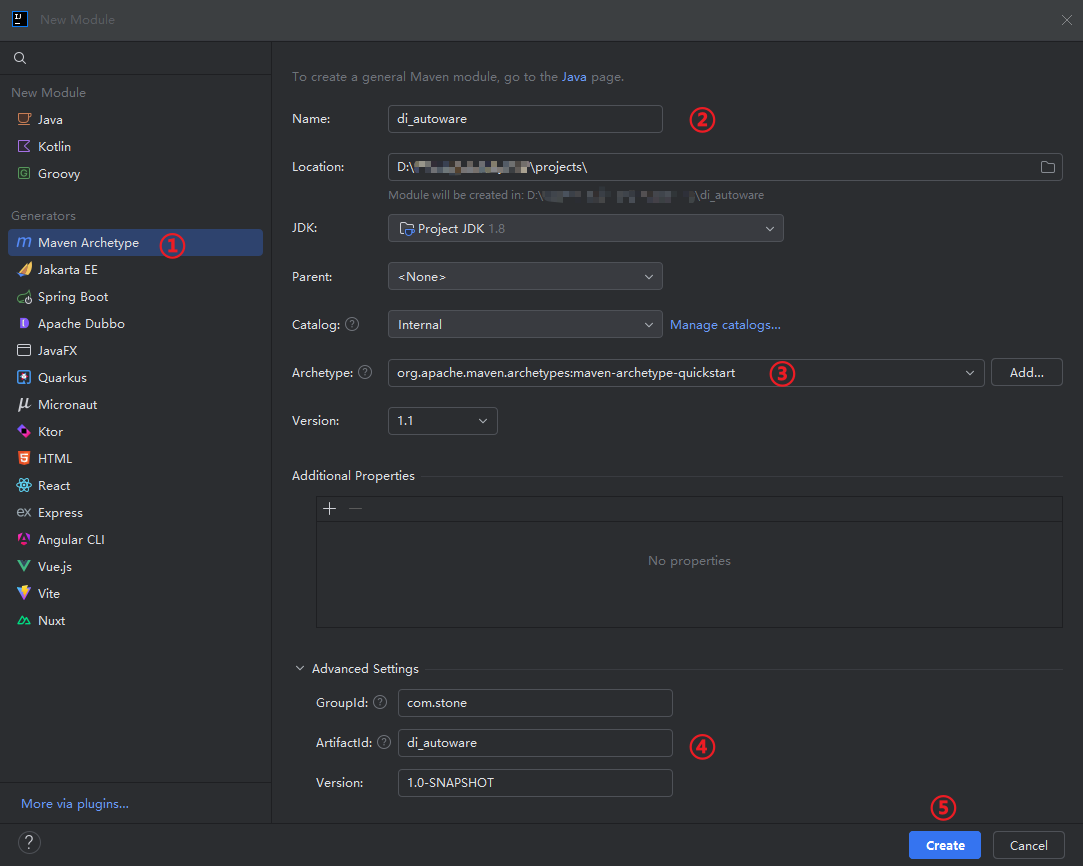 New Module
New Module
Java
Kotlin
Groovy
Generators
Maven Archetype ①
Jakarta EE
Spring Boot
Apache Dubbo
JavaFX
Quarkus
Micronaut
Ktor
HTML
React
Express
Angular CLI
Vue.js
Vite
Nuxt
More via plugins...
?
To create a general Maven module, go to the Java page.
Name: di_autoware ②
Location: D:\ \projects\
Module will be created in: D:\ \di_autoware
JDK: Project JDK 1.8
Parent: <None>
Catalog: ? Internal Manage catalogs...
Archetype: ? org.apache.maven.archetypes:maven-archetype-quickstart ③ Add...
Version: 1.1
Additional Properties
No properties
Advanced Settings
GroupId: ? com.stone
ArtifactId: ? di_autoware ④
Version: 1.0-SNAPSHOT
⑤
Create Cancel